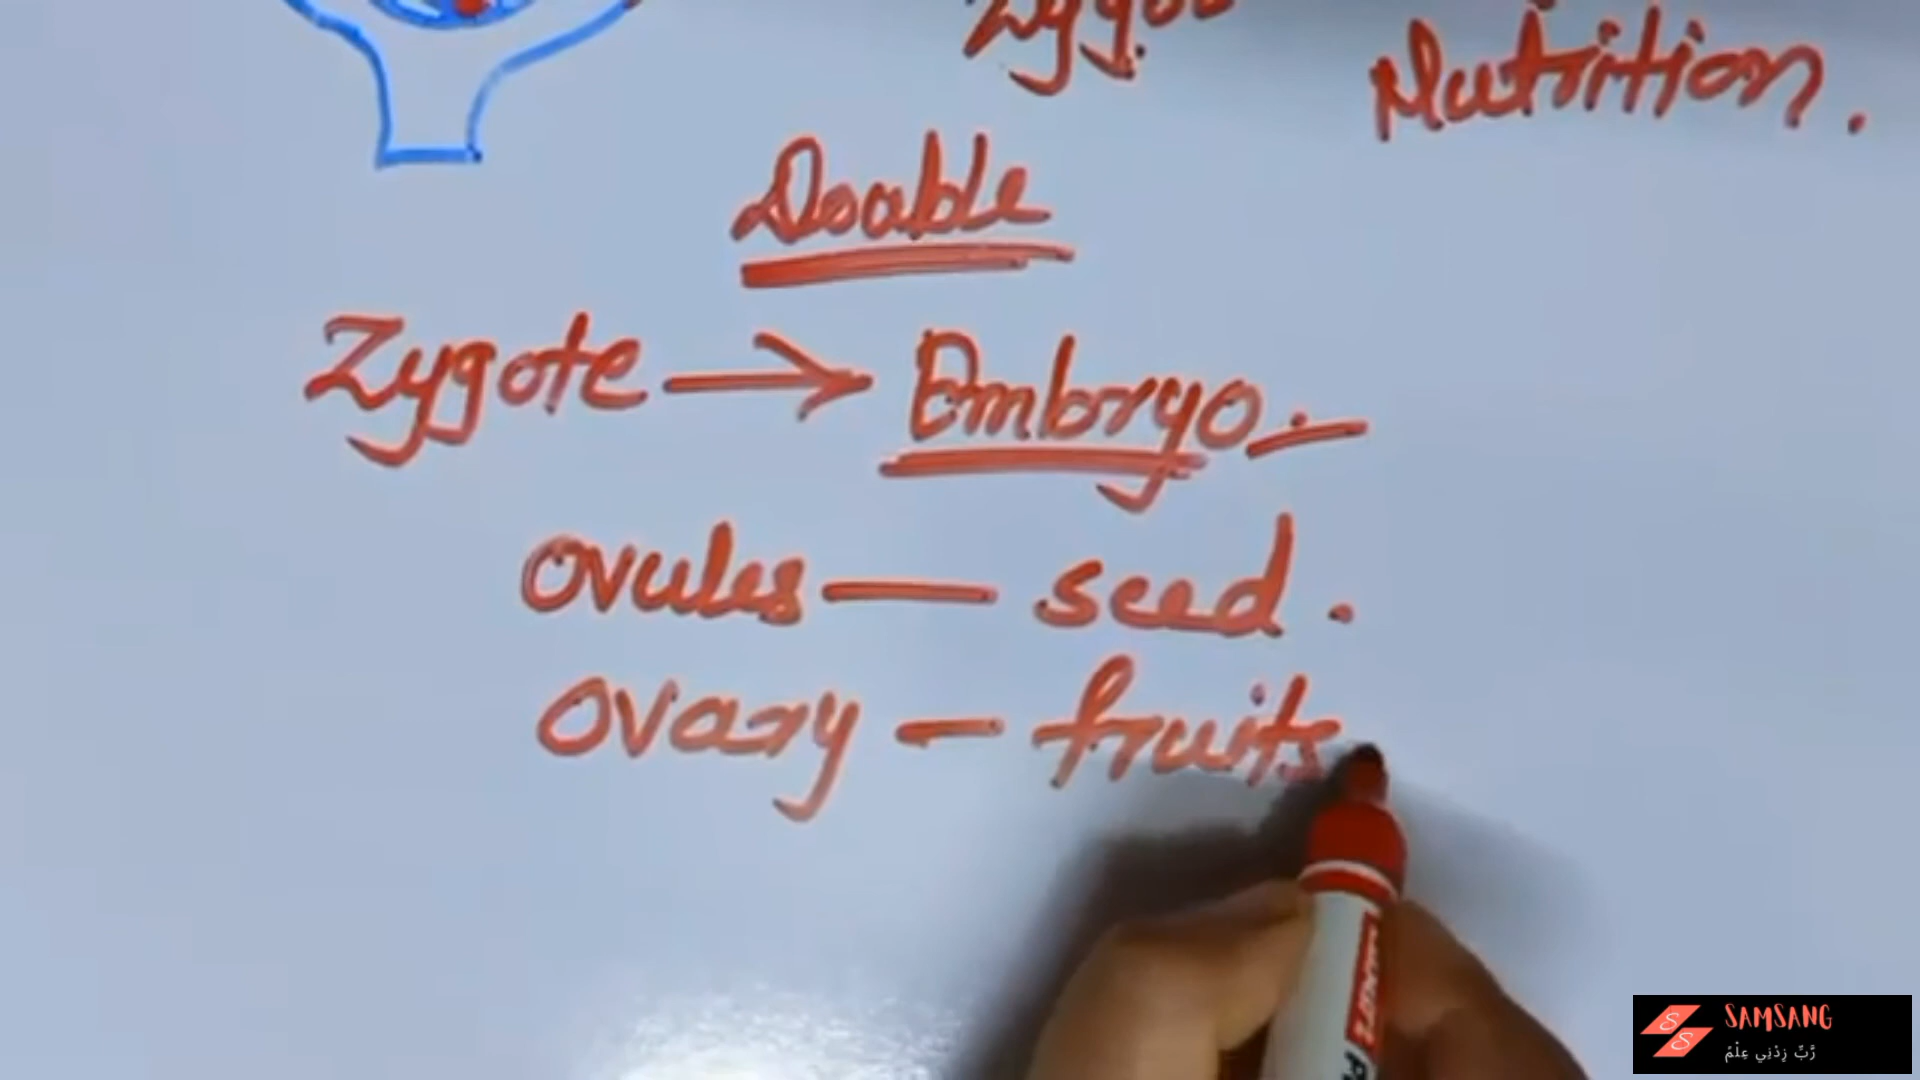 Nutrition.
Double
Zygote → Embryo.
Ovules — seed.
Ovary — fruits
SAMSANG
رَّبِّ زِدْنِي عِلْمًا